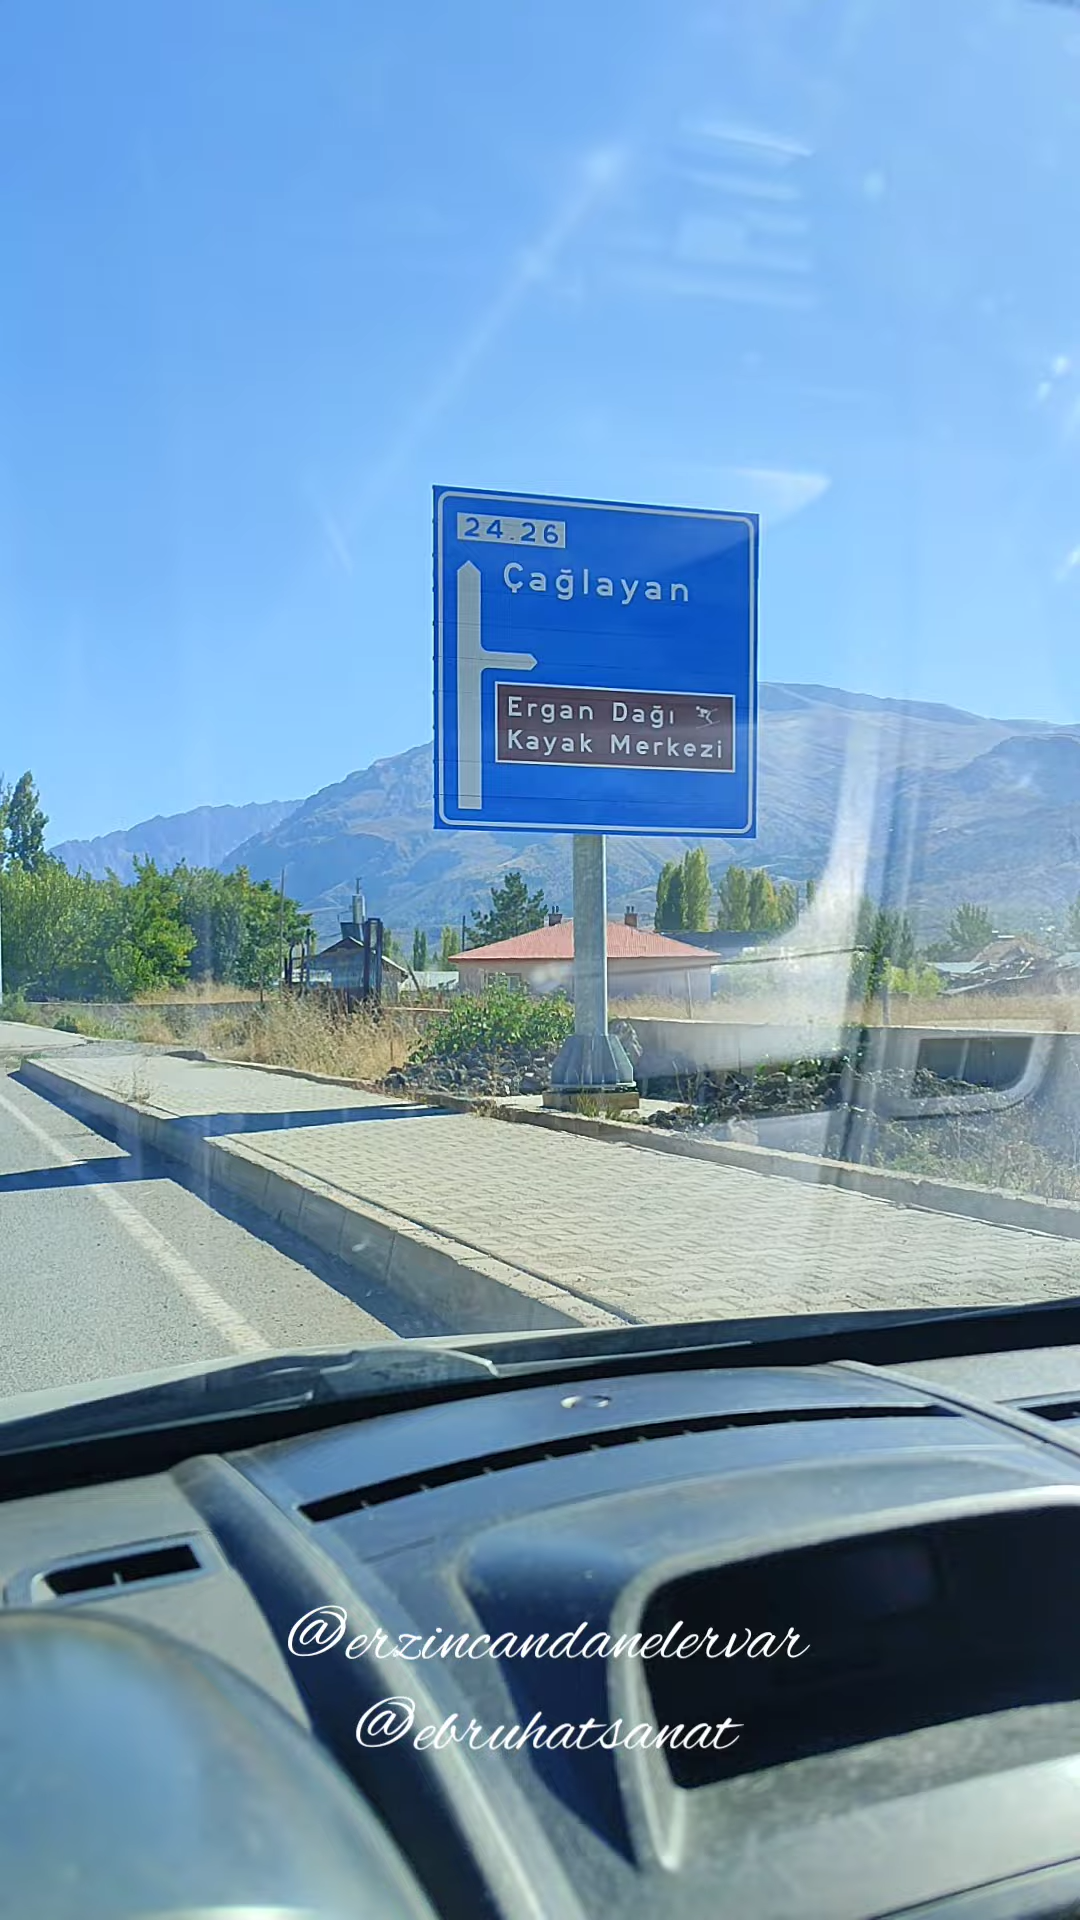 24.26
Çağlayan
Ergan Dağı
Kayak Merkezi
@erzincandanelervar
@ebruhatsanat